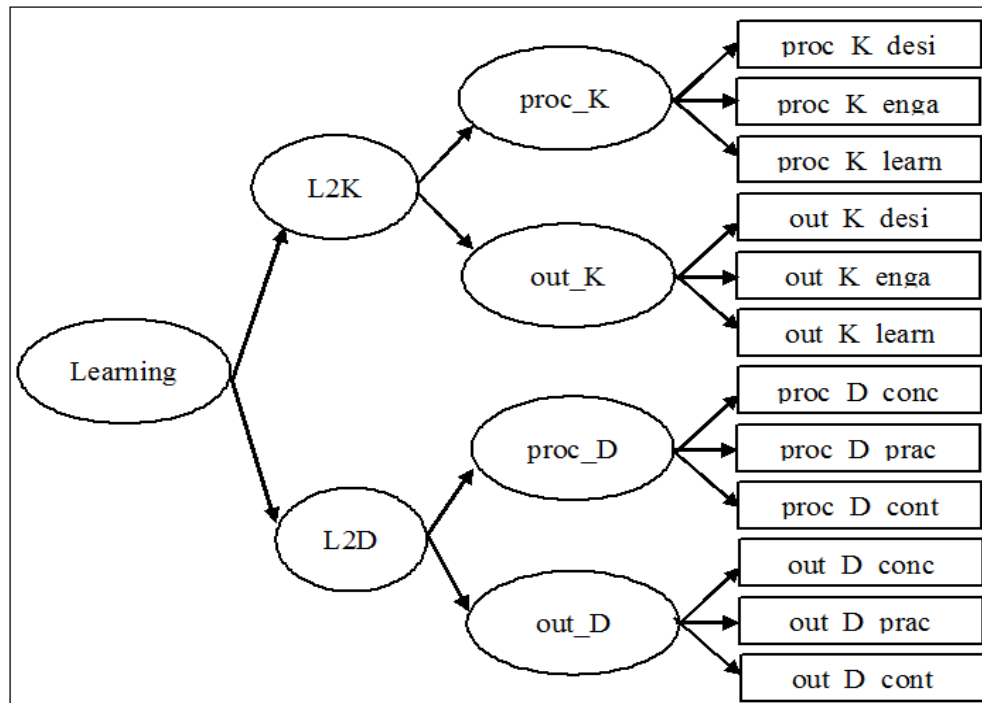 proc K desi
proc_K
proc K enga
proc K learn
L2K
out K desi
out_K
out K enga
out K learn
Learning
proc D conc
proc_D
proc D prac
proc D cont
L2D
out D conc
out_D
out D prac
out D cont